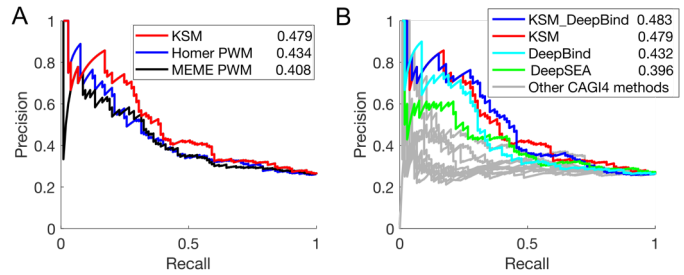 A
KSM 0.479
Homer PWM 0.434
MEME PWM 0.408
Precision
1
0.8
0.6
0.4
0.2
0
0 0.5 1
Recall
B
KSM_DeepBind 0.483
KSM 0.479
DeepBind 0.432
DeepSEA 0.396
Other CAGI4 methods
Precision
1
0.8
0.6
0.4
0.2
0
0 0.5 1
Recall